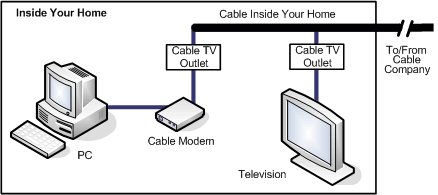 Inside Your Home
Cable Inside Your Home
Cable TV
Outlet
Cable TV
Outlet
To/From
Cable
Company
PC
Cable Modem
Television